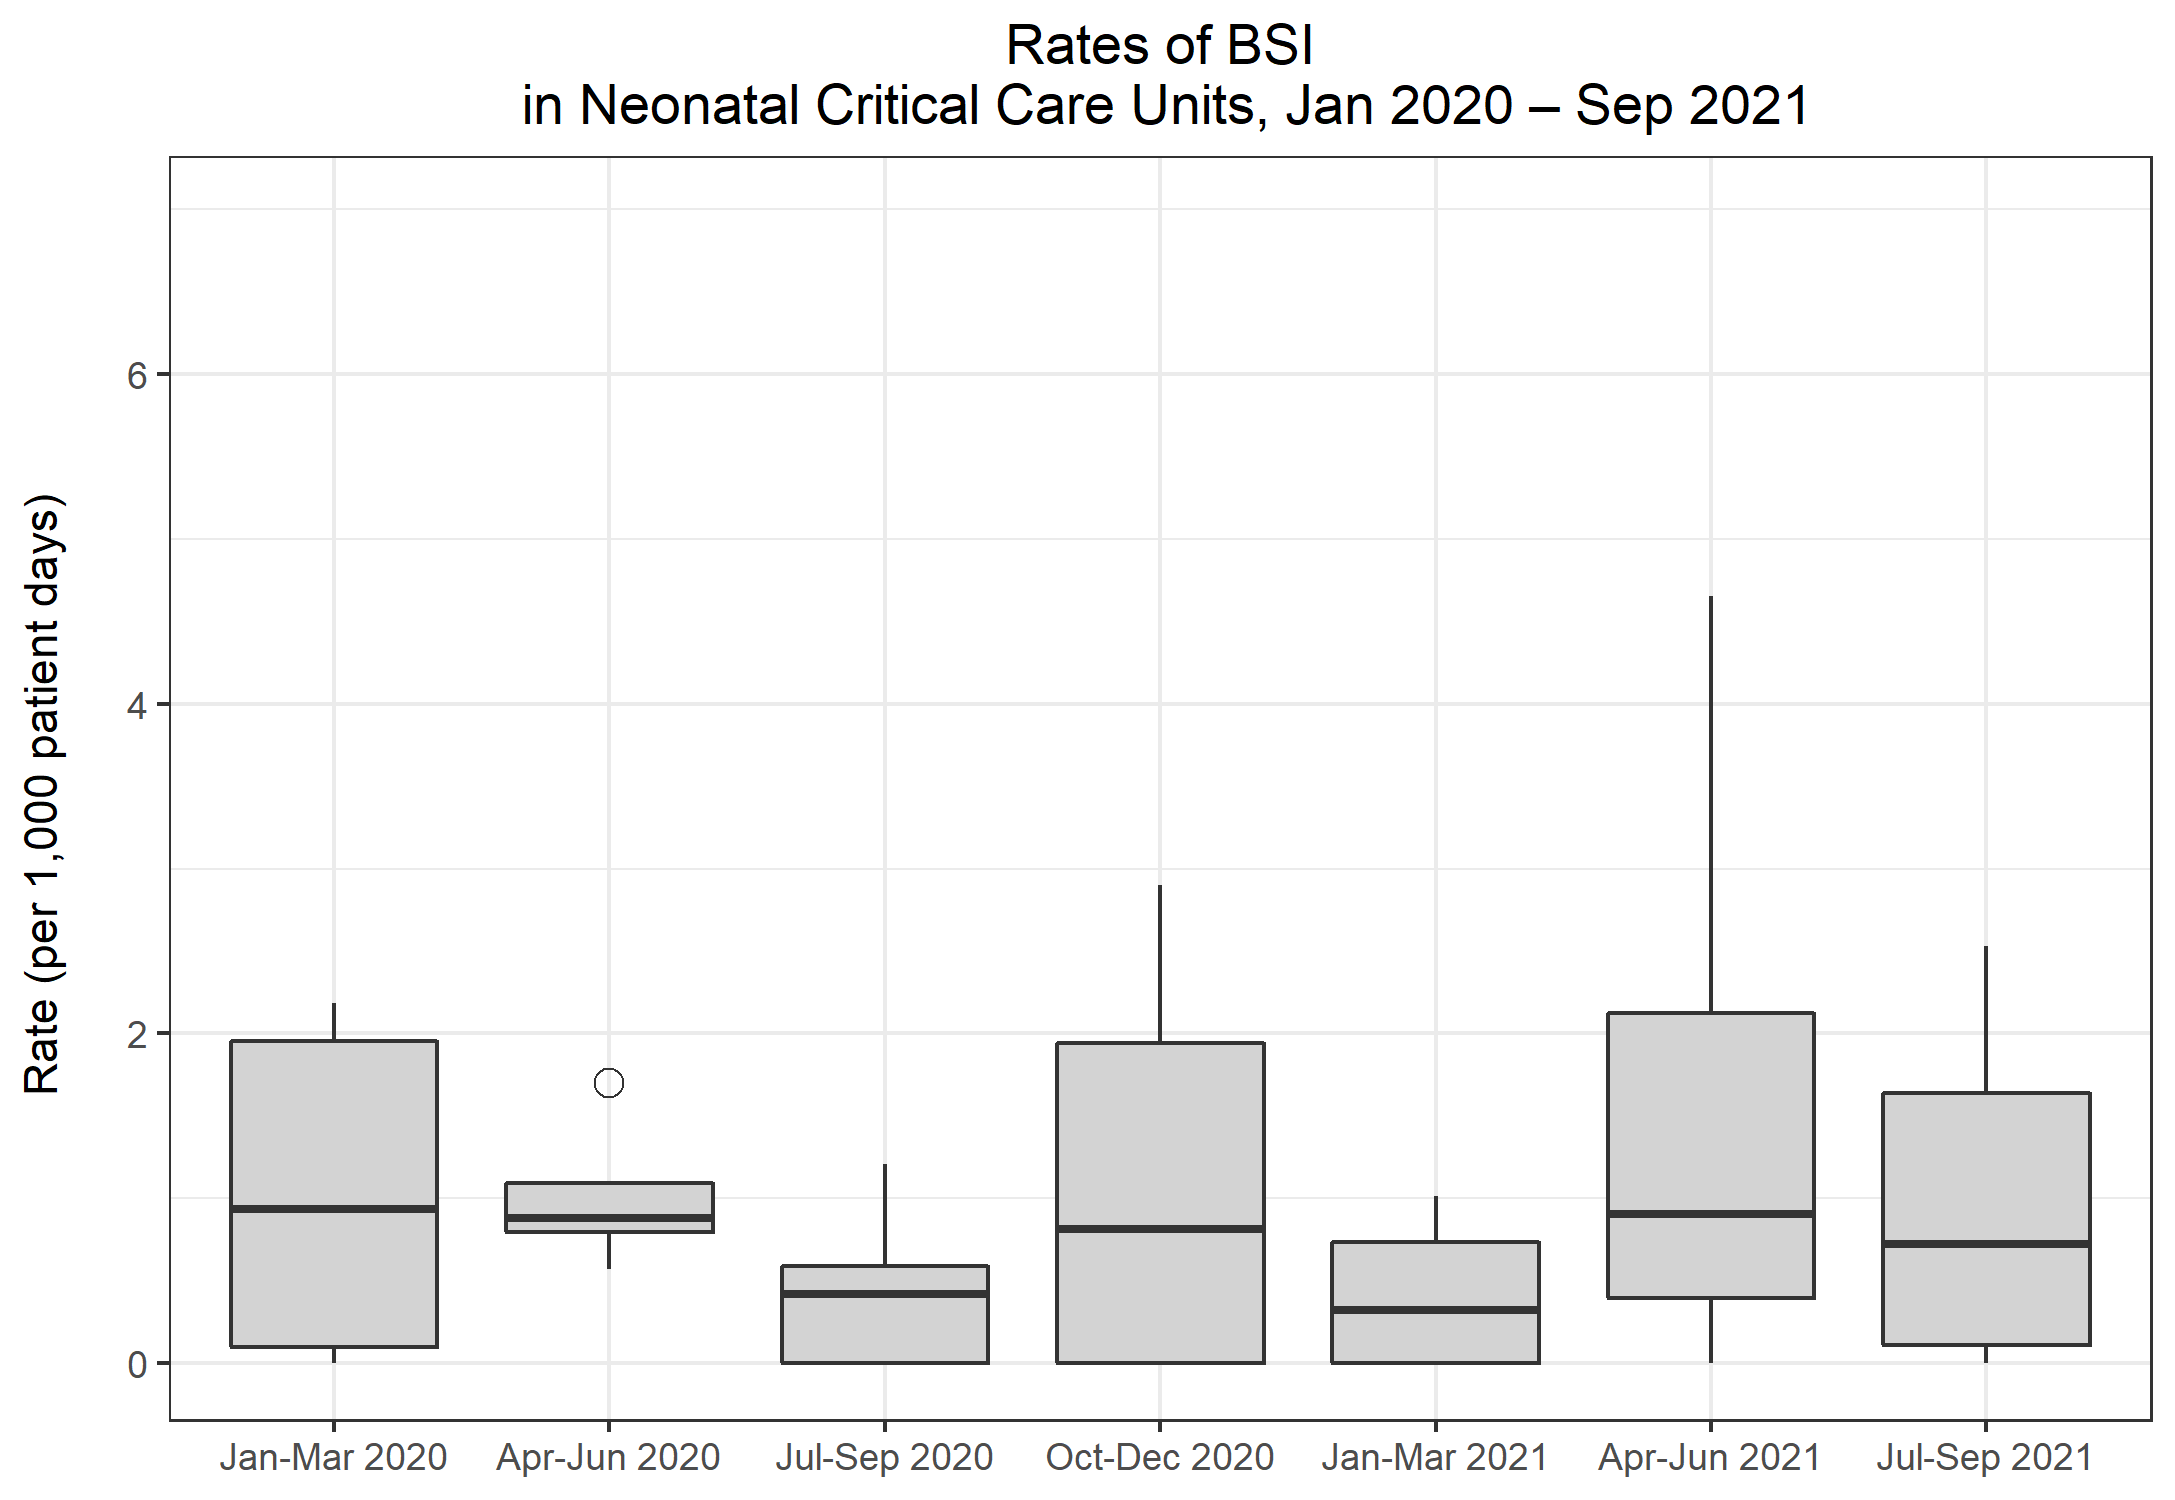 Rates of BSI
in Neonatal Critical Care Units, Jan 2020 – Sep 2021
Rate (per 1,000 patient days)
6
4
2
0
Jan-Mar 2020 Apr-Jun 2020 Jul-Sep 2020 Oct-Dec 2020 Jan-Mar 2021 Apr-Jun 2021 Jul-Sep 2021